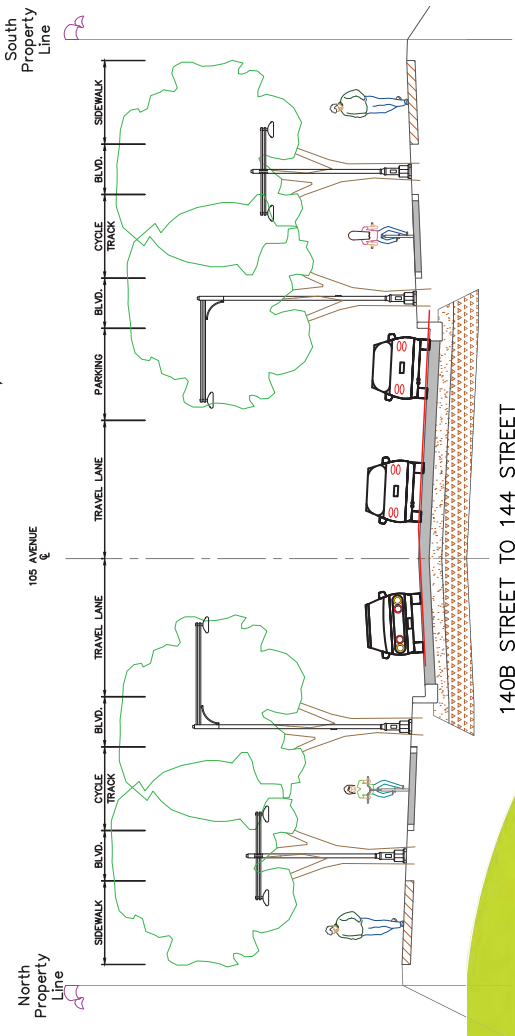 North
Property
Line
105 AVENUE
℄
South
Property
Line
SIDEWALK
BLVD.
CYCLE
TRACK
BLVD.
TRAVEL LANE
TRAVEL LANE
PARKING
BLVD.
CYCLE
TRACK
BLVD.
SIDEWALK
140B STREET TO 144 STREET